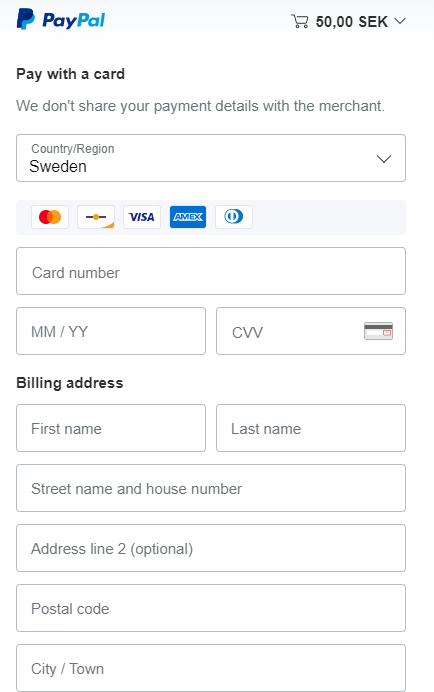 PayPal 50,00 SEK
Pay with a card
We don't share your payment details with the merchant.
Country/Region
Sweden
VISA AMEX
Card number
MM / YY CVV
Billing address
First name Last name
Street name and house number
Address line 2 (optional)
Postal code
City / Town